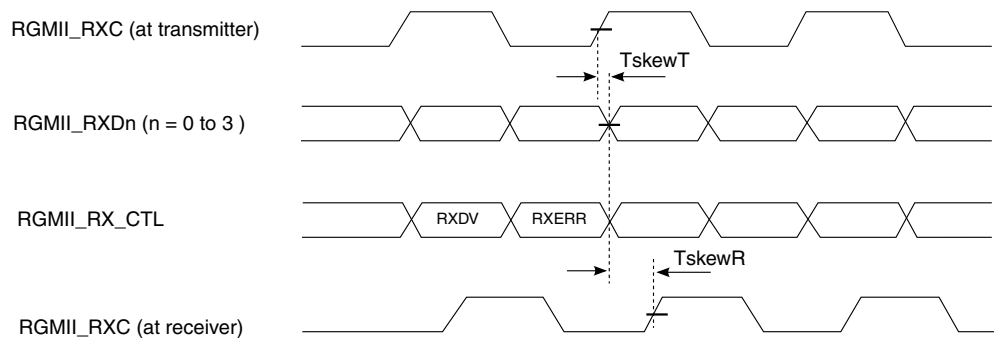 RGMII_RXC (at transmitter)
TskewT
RGMII_RXDn (n = 0 to 3 )
RGMII_RX_CTL
RXDV
RXERR
TskewR
RGMII_RXC (at receiver)